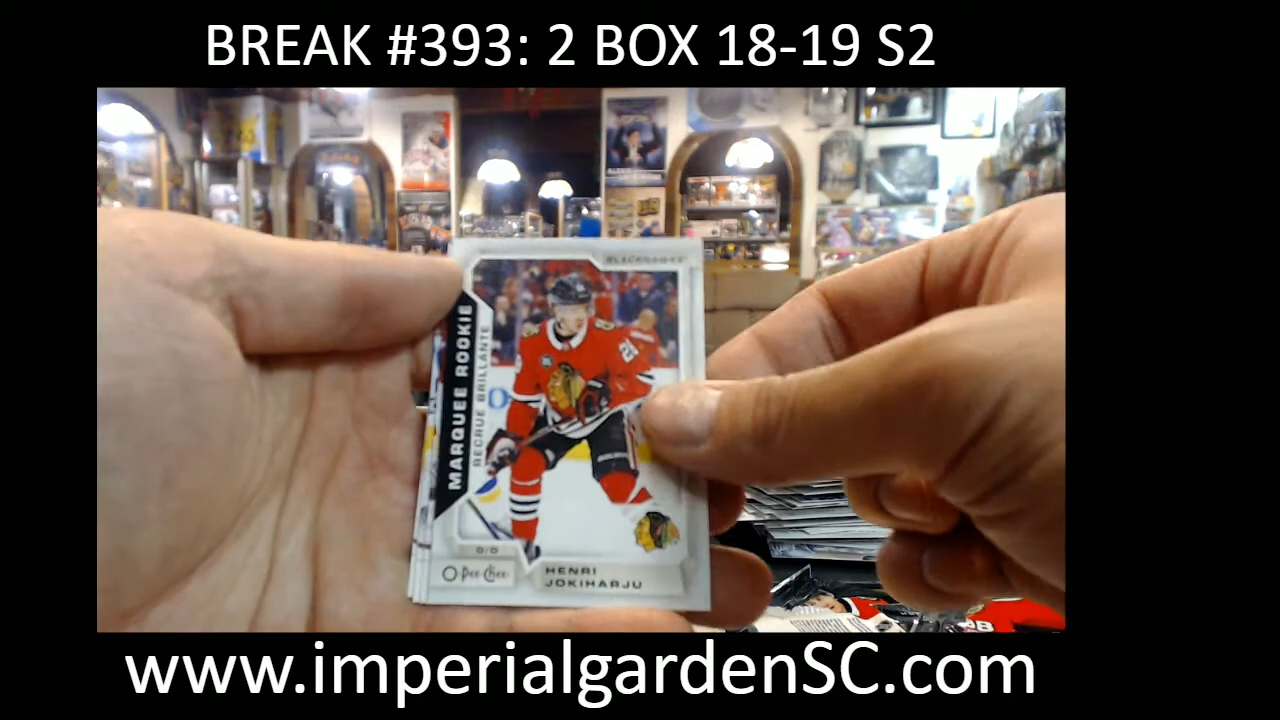 BREAK #393: 2 BOX 18-19 S2
BLACKHAWKS
MARQUEE ROOKIE
RECRUE BRILLANTE
28
D/D
O Pee Chee
HENRI
JOKIHARJU
www.imperialgardenSC.com